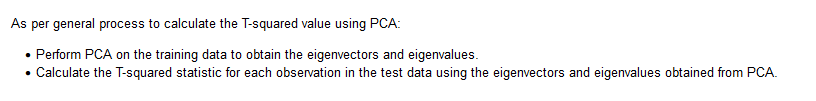 As per general process to calculate the T-squared value using PCA:
• Perform PCA on the training data to obtain the eigenvectors and eigenvalues.
• Calculate the T-squared statistic for each observation in the test data using the eigenvectors and eigenvalues obtained from PCA.